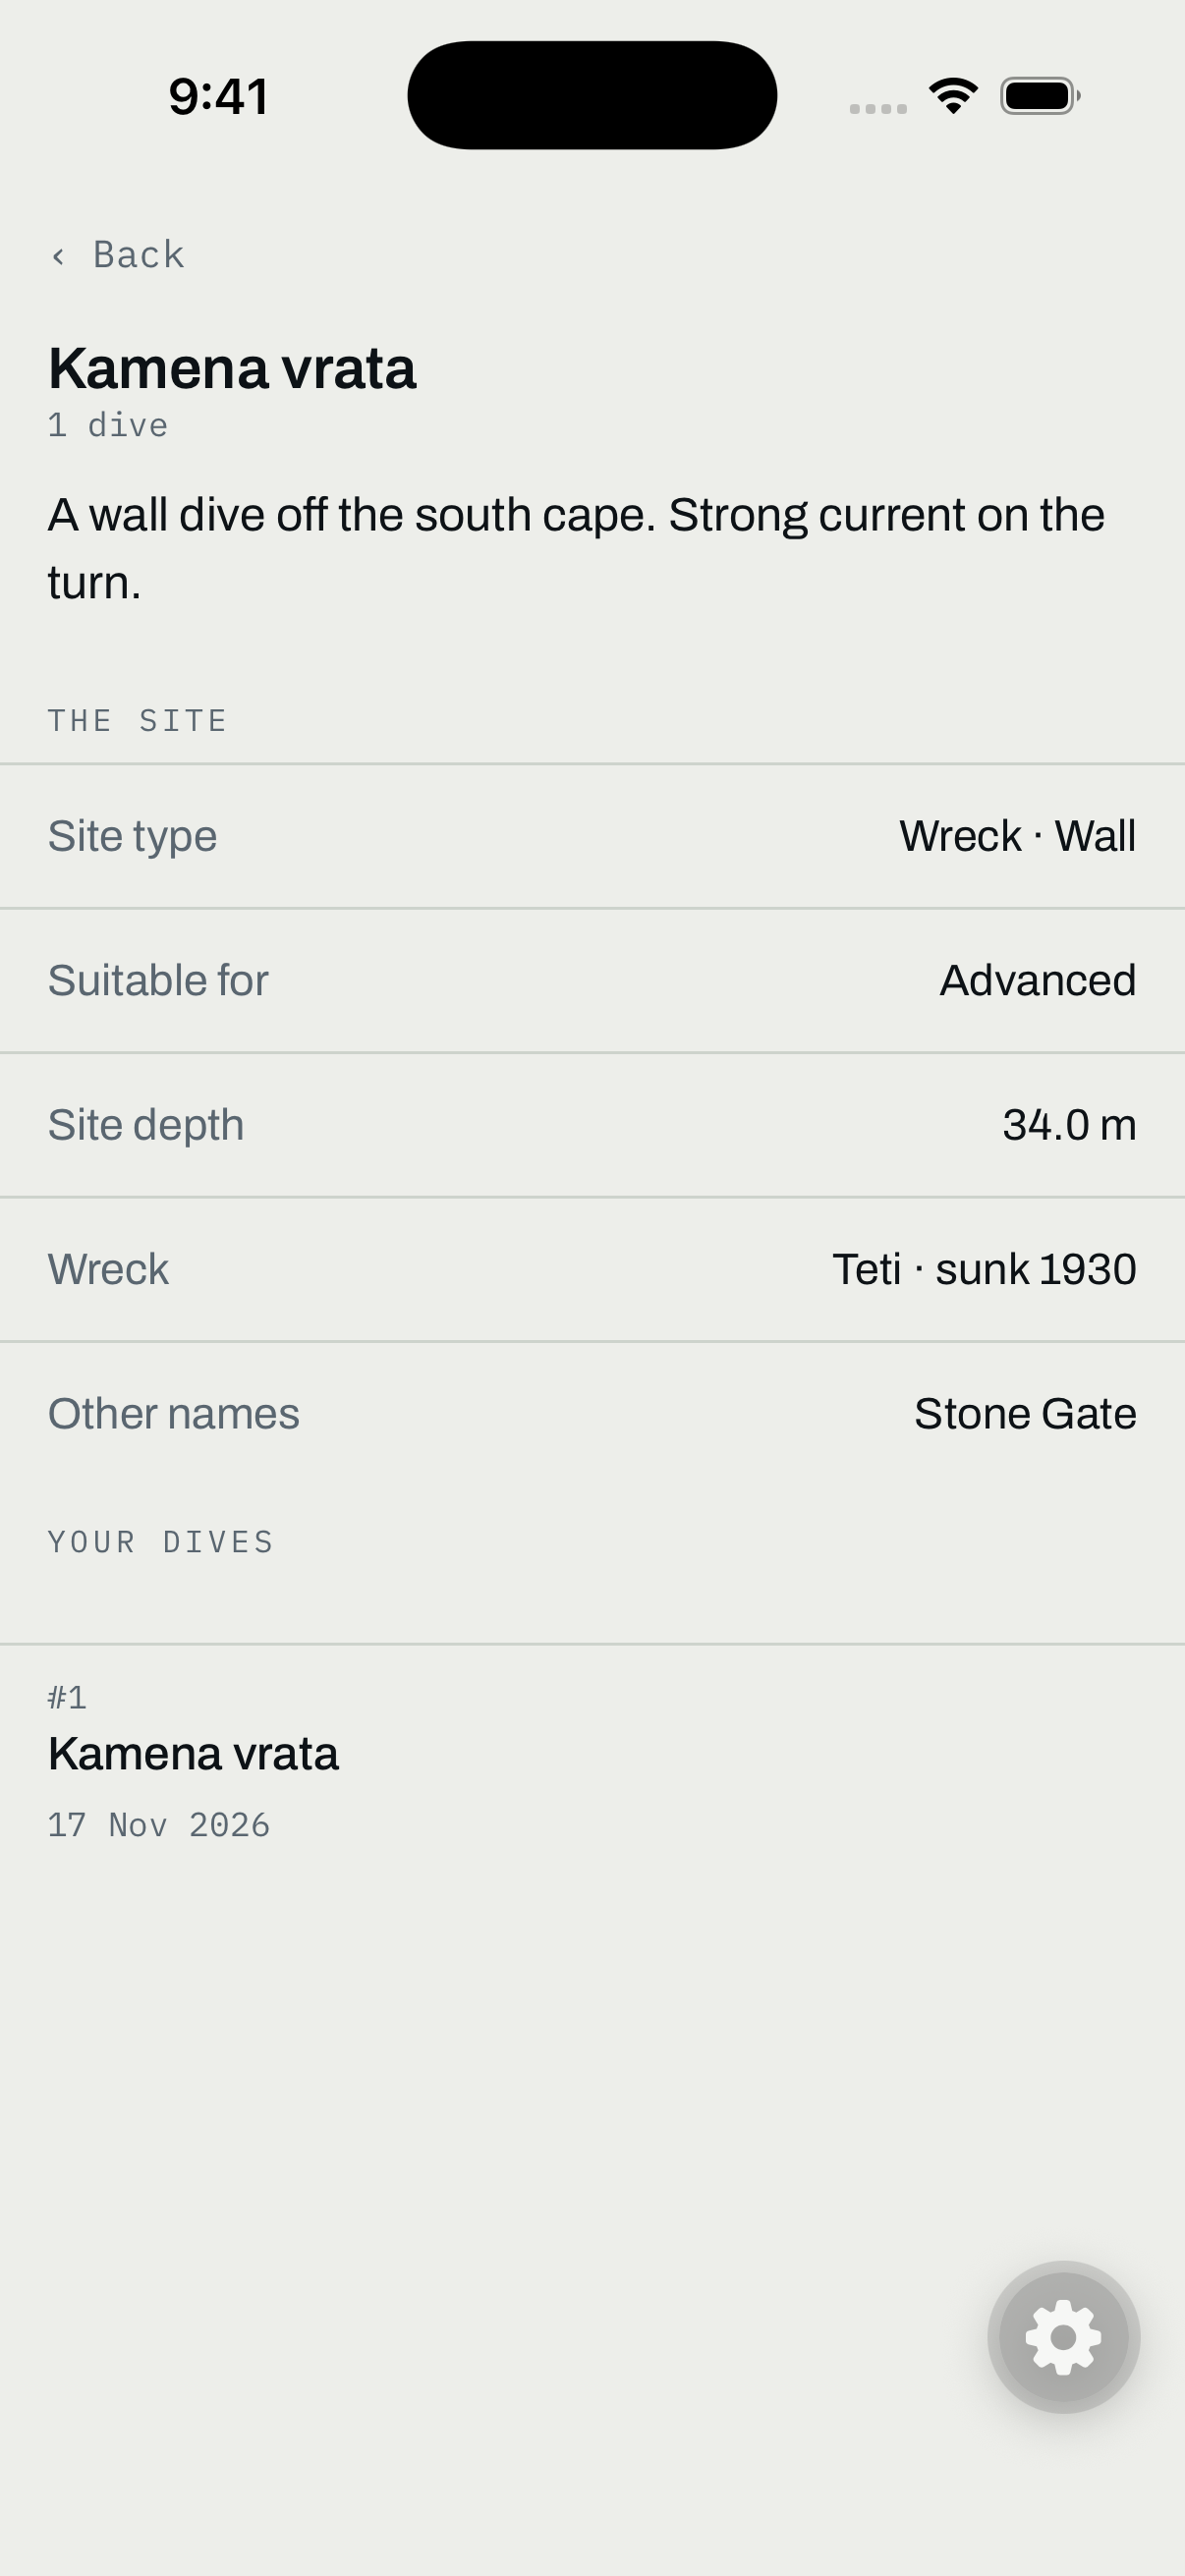 9:41
‹ Back
Kamena vrata
1 dive
A wall dive off the south cape. Strong current on the
turn.
THE SITE
Site type Wreck · Wall
Suitable for Advanced
Site depth 34.0 m
Wreck Teti · sunk 1930
Other names Stone Gate
YOUR DIVES
#1
Kamena vrata
17 Nov 2026